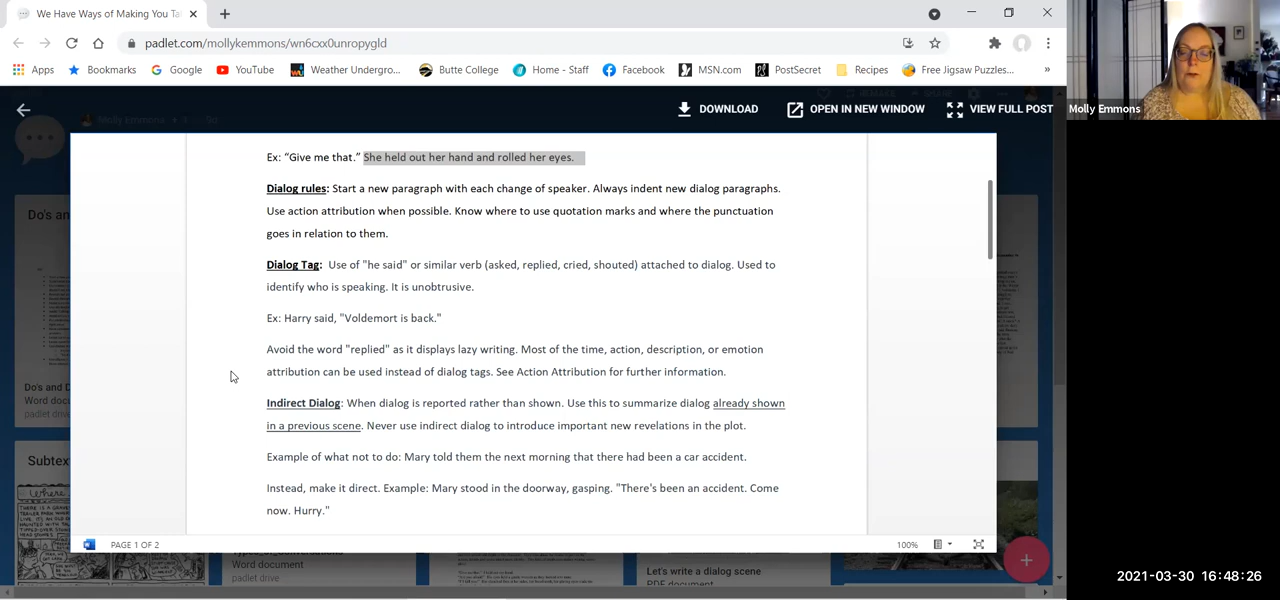 We Have Ways of Making You Ta
padlet.com/mollykemmons/wn6cxx0unropygld
Apps Bookmarks Google YouTube Weather Undergro... Butte College Home - Staff Facebook MSN.com PostSecret Recipes Free Jigsaw Puzzles... »
Molly Emmons
DOWNLOAD OPEN IN NEW WINDOW VIEW FULL POST
Molly Emmons
Ex: “Give me that.” She held out her hand and rolled her eyes.
Dialog rules: Start a new paragraph with each change of speaker. Always indent new dialog paragraphs.
Use action attribution when possible. Know where to use quotation marks and where the punctuation
goes in relation to them.
Dialog Tag: Use of "he said" or similar verb (asked, replied, cried, shouted) attached to dialog. Used to
identify who is speaking. It is unobtrusive.
Ex: Harry said, "Voldemort is back."
Avoid the word "replied" as it displays lazy writing. Most of the time, action, description, or emotion
attribution can be used instead of dialog tags. See Action Attribution for further information.
Indirect Dialog: When dialog is reported rather than shown. Use this to summarize dialog already shown
in a previous scene. Never use indirect dialog to introduce important new revelations in the plot.
Example of what not to do: Mary told them the next morning that there had been a car accident.
Instead, make it direct. Example: Mary stood in the doorway, gasping. "There's been an accident. Come
now. Hurry."
PAGE 1 OF 2 100%
Do's an
Do's and D
padlet drive
Subtex
Word document
padlet drive
Let's write a dialog scene
PDF document
2021-03-30 16:48:26